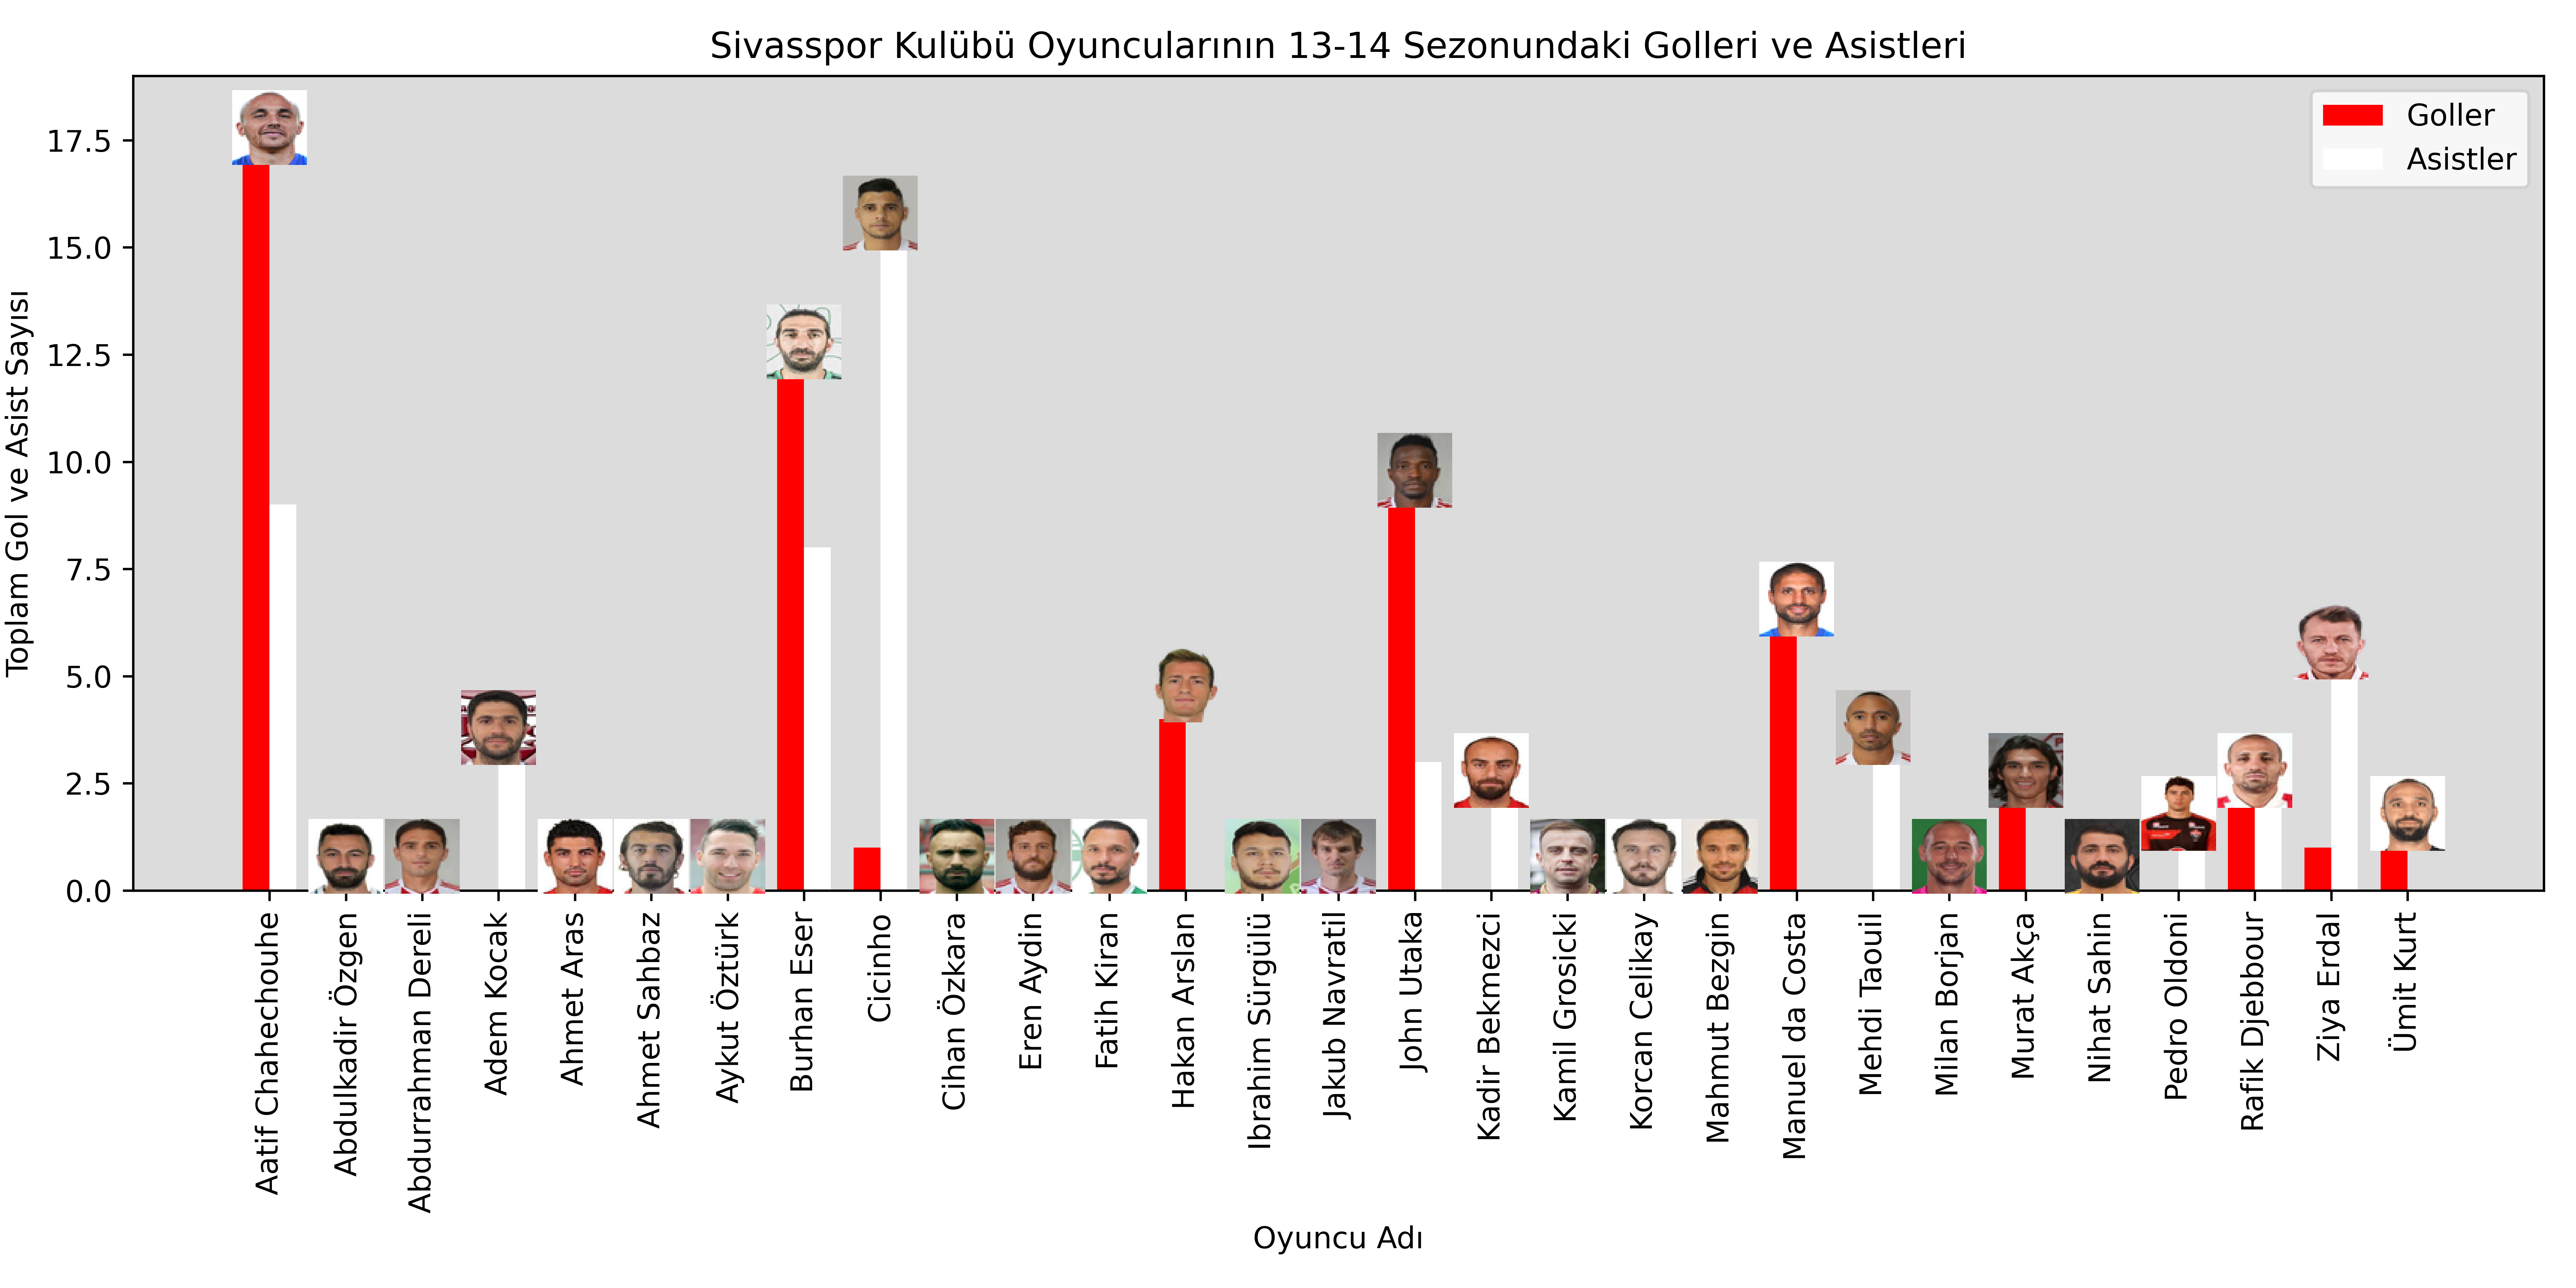 Sivasspor Kulübü Oyuncularının 13-14 Sezonundaki Golleri ve Asistleri
Goller
Asistler
Toplam Gol ve Asist Sayısı
17.5
15.0
12.5
10.0
7.5
5.0
2.5
0.0
Aatif Chahechouhe
Abdulkadir Özgen
Abdurrahman Dereli
Adem Kocak
Ahmet Aras
Ahmet Sahbaz
Aykut Öztürk
Burhan Eser
Cicinho
Cihan Özkara
Eren Aydin
Fatih Kiran
Hakan Arslan
Ibrahim Sürgülü
Jakub Navratil
John Utaka
Kadir Bekmezci
Kamil Grosicki
Korcan Celikay
Mahmut Bezgin
Manuel da Costa
Mehdi Taouil
Milan Borjan
Murat Akça
Nihat Sahin
Pedro Oldoni
Rafik Djebbour
Ziya Erdal
Ümit Kurt
Oyuncu Adı